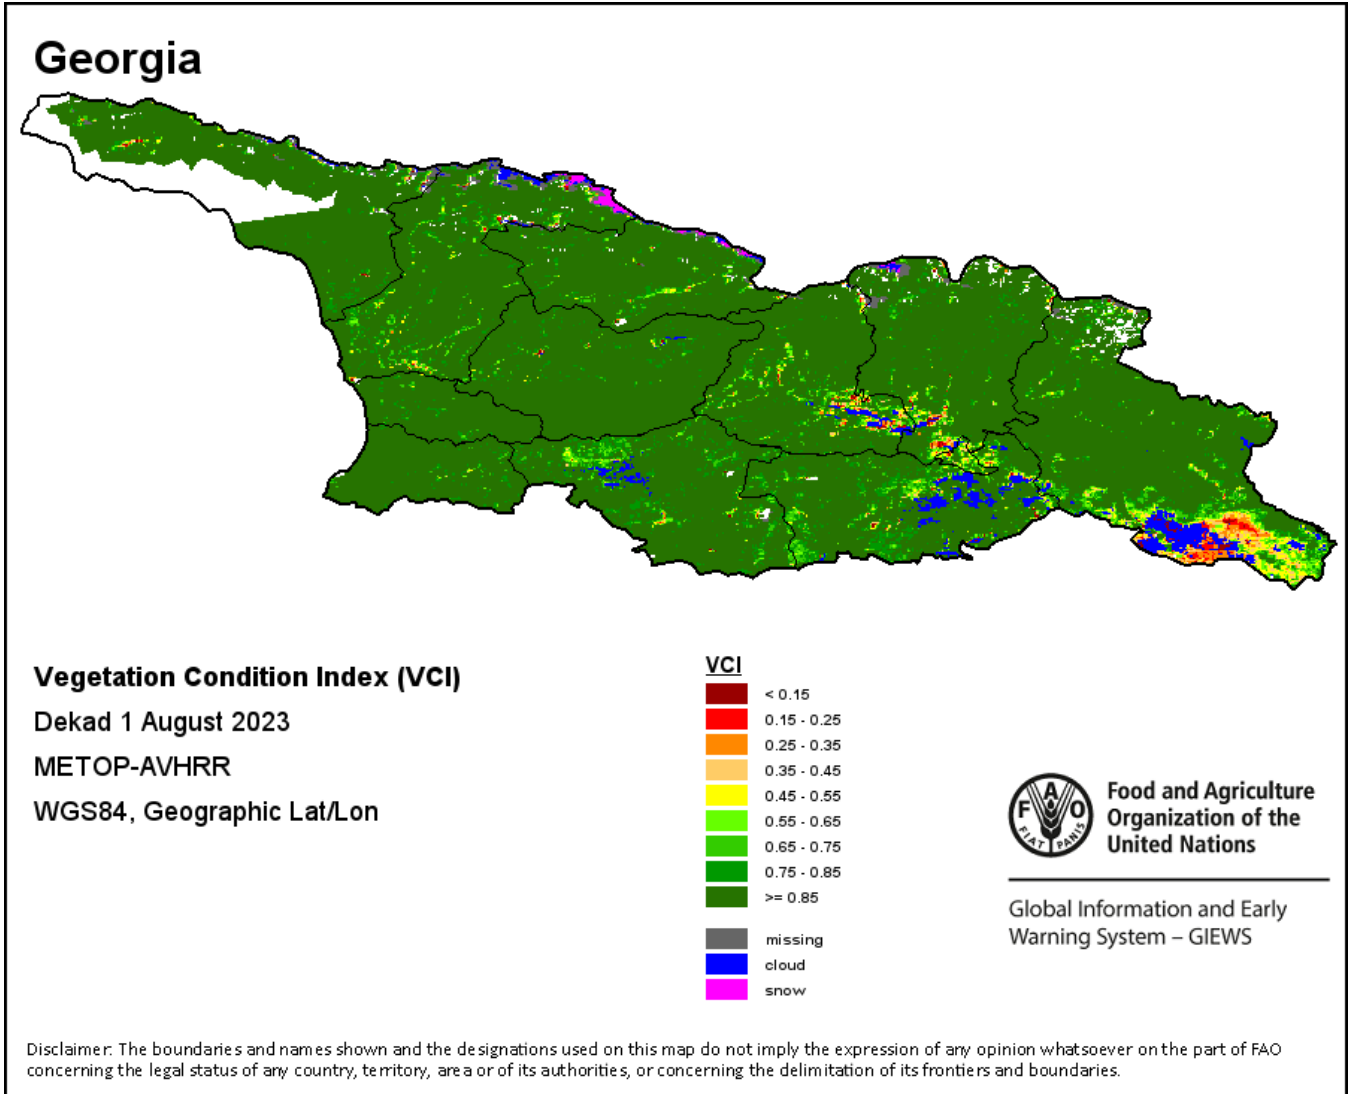 Georgia
Vegetation Condition Index (VCI)
Dekad 1 August 2023
METOP-AVHRR
WGS84, Geographic Lat/Lon
VCI
< 0.15
0.15 - 0.25
0.25 - 0.35
0.35 - 0.45
0.45 - 0.55
0.55 - 0.65
0.65 - 0.75
0.75 - 0.85
>= 0.85
missing
cloud
snow
F A O
FIAT PANIS
Food and Agriculture
Organization of the
United Nations
Global Information and Early
Warning System – GIEWS
Disclaimer: The boundaries and names shown and the designations used on this map do not imply the expression of any opinion whatsoever on the part of FAO
concerning the legal status of any country, territory, area or of its authorities, or concerning the delimitation of its frontiers and boundaries.